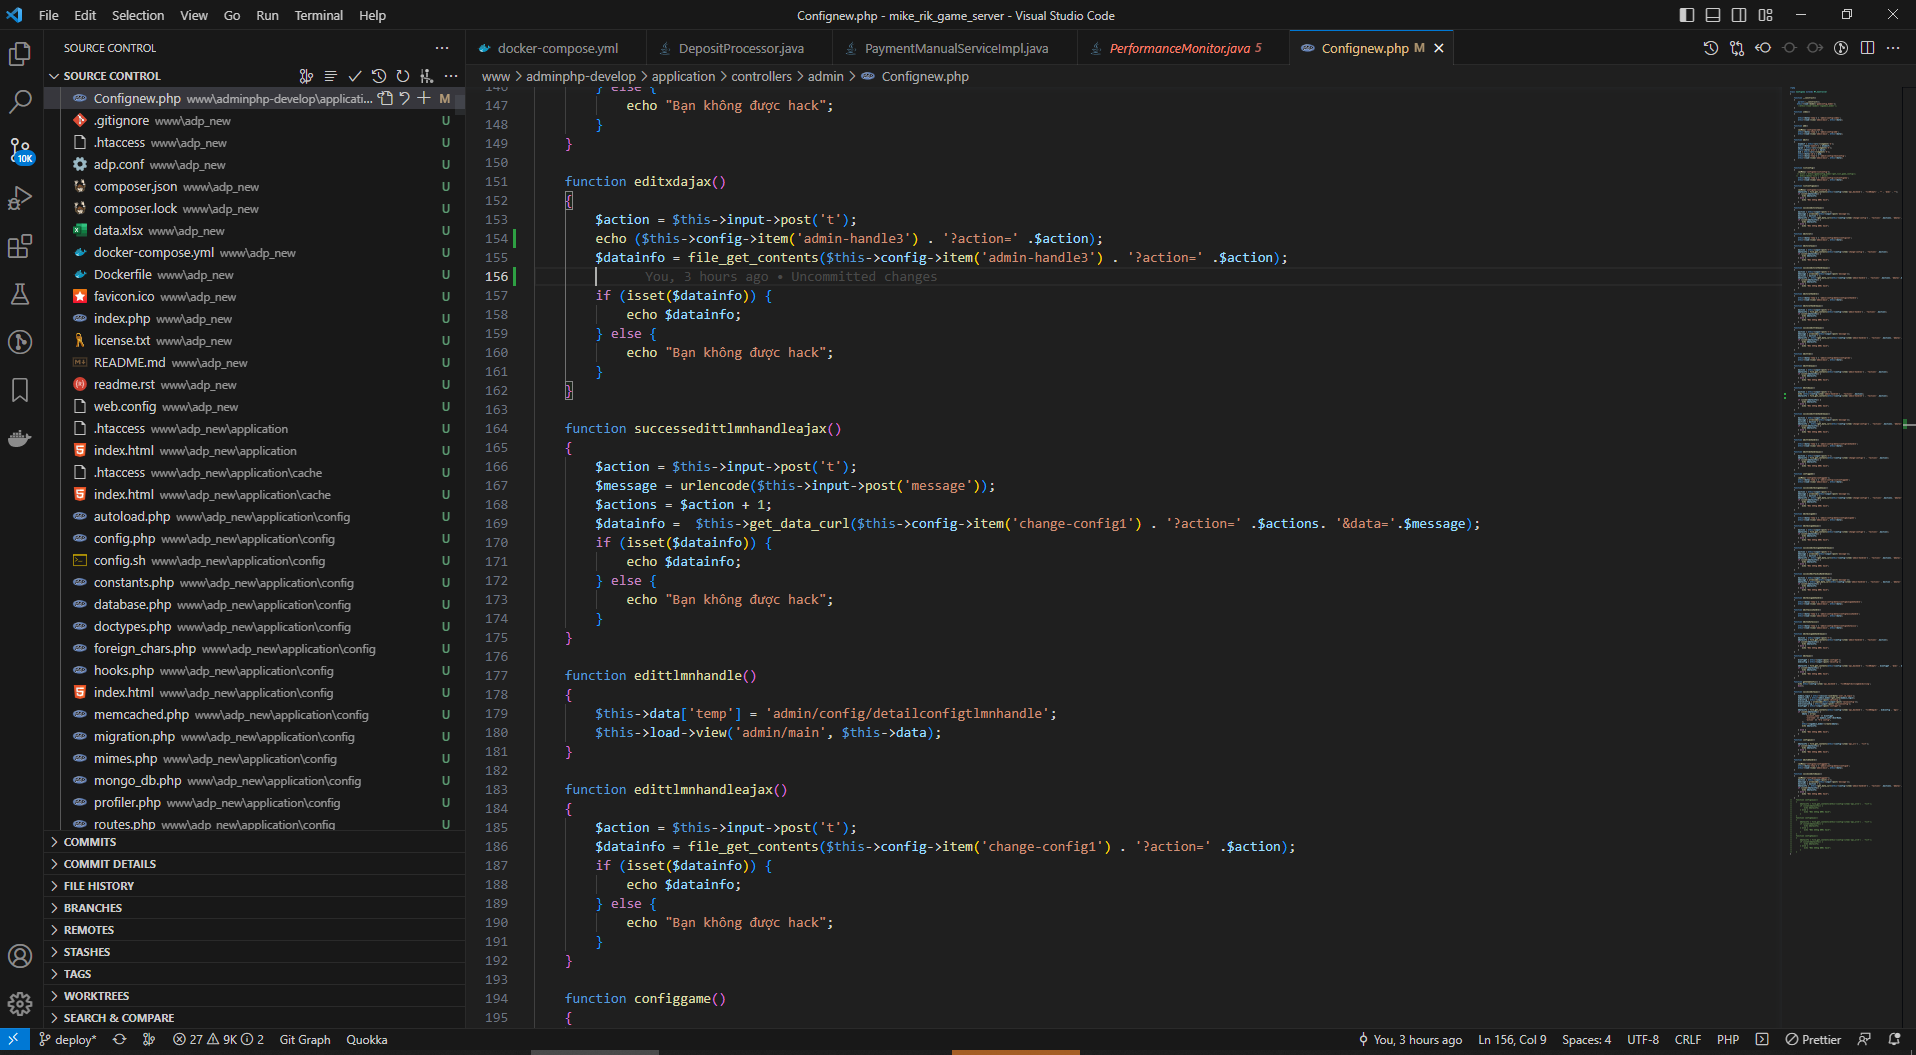 File Edit Selection View Go Run Terminal Help
Confignew.php - mike_rik_game_server - Visual Studio Code
SOURCE CONTROL
docker-compose.yml
DepositProcessor.java
PaymentManualServiceImpl.java
PerformanceMonitor.java 5
Confignew.php M
SOURCE CONTROL
www > adminphp-develop > application > controllers > admin > Confignew.php
Confignew.php www\adminphp-develop\applicati... M
.gitignore www\adp_new U
.htaccess www\adp_new U
adp.conf www\adp_new U
composer.json www\adp_new U
composer.lock www\adp_new U
data.xlsx www\adp_new U
docker-compose.yml www\adp_new U
Dockerfile www\adp_new U
favicon.ico www\adp_new U
index.php www\adp_new U
license.txt www\adp_new U
README.md www\adp_new U
readme.rst www\adp_new U
web.config www\adp_new U
.htaccess www\adp_new\application U
index.html www\adp_new\application U
.htaccess www\adp_new\application\cache U
index.html www\adp_new\application\cache U
autoload.php www\adp_new\application\config U
config.php www\adp_new\application\config U
config.sh www\adp_new\application\config U
constants.php www\adp_new\application\config U
database.php www\adp_new\application\config U
doctypes.php www\adp_new\application\config U
foreign_chars.php www\adp_new\application\config U
hooks.php www\adp_new\application\config U
index.html www\adp_new\application\config U
memcached.php www\adp_new\application\config U
migration.php www\adp_new\application\config U
mimes.php www\adp_new\application\config U
mongo_db.php www\adp_new\application\config U
profiler.php www\adp_new\application\config U
routes.php www\adp_new\application\config U
COMMITS
COMMIT DETAILS
FILE HISTORY
BRANCHES
REMOTES
STASHES
TAGS
WORKTREES
SEARCH & COMPARE
10K
146 } else {
147 echo "Bạn không được hack";
148 }
149 }
150
151 function editxdajax()
152 {
153 $action = $this->input->post('t');
154 echo ($this->config->item('admin-handle3') . '?action=' .$action);
155 $datainfo = file_get_contents($this->config->item('admin-handle3') . '?action=' .$action);
156 You, 3 hours ago • Uncommitted changes
157 if (isset($datainfo)) {
158 echo $datainfo;
159 } else {
160 echo "Bạn không được hack";
161 }
162 }
163
164 function successedittlmnhandleajax()
165 {
166 $action = $this->input->post('t');
167 $message = urlencode($this->input->post('message'));
168 $actions = $action + 1;
169 $datainfo =  $this->get_data_curl($this->config->item('change-config1') . '?action=' .$actions. '&data='.$message);
170 if (isset($datainfo)) {
171 echo $datainfo;
172 } else {
173 echo "Bạn không được hack";
174 }
175 }
176
177 function edittlmnhandle()
178 {
179 $this->data['temp'] = 'admin/config/detailconfigtlmnhandle';
180 $this->load->view('admin/main', $this->data);
181 }
182
183 function edittlmnhandleajax()
184 {
185 $action = $this->input->post('t');
186 $datainfo = file_get_contents($this->config->item('change-config1') . '?action=' .$action);
187 if (isset($datainfo)) {
188 echo $datainfo;
189 } else {
190 echo "Bạn không được hack";
191 }
192 }
193
194 function configgame()
195 {
deploy* 27 9K 2 Git Graph Quokka
You, 3 hours ago Ln 156, Col 9 Spaces: 4 UTF-8 CRLF PHP Prettier